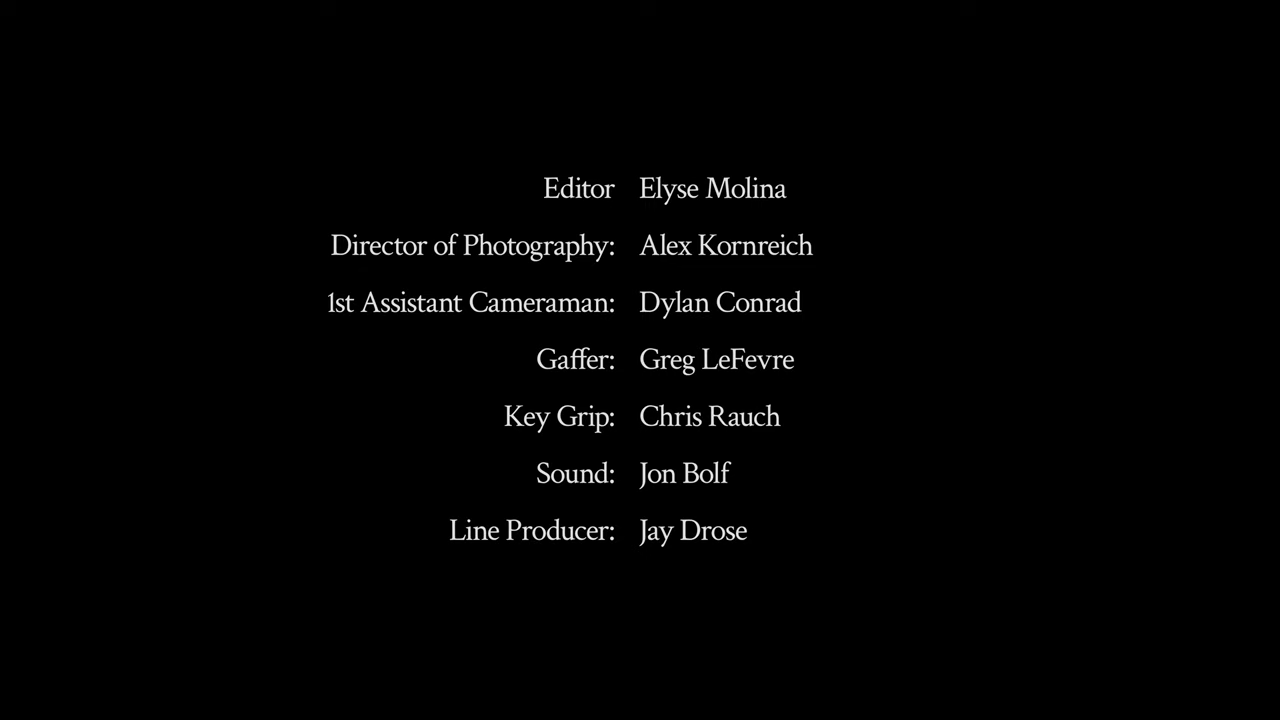 Editor Elyse Molina
Director of Photography: Alex Kornreich
1st Assistant Cameraman: Dylan Conrad
Gaffer: Greg LeFevre
Key Grip: Chris Rauch
Sound: Jon Bolf
Line Producer: Jay Drose